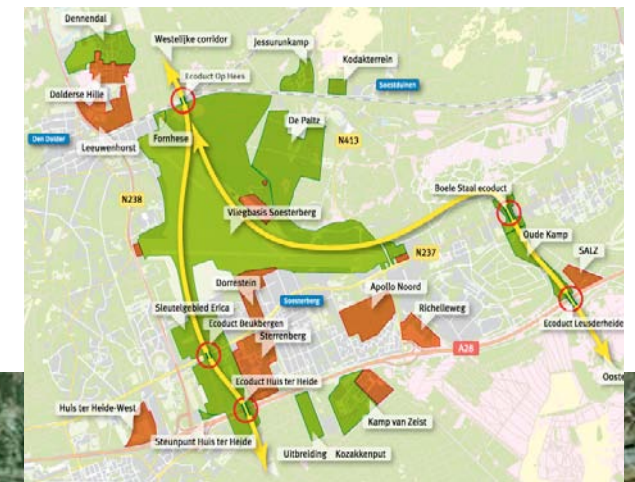 Dennendal
Westelijke corridor
Jessurunkamp
Kodakterrein
Ecoduct Op Hees
Soestduinen
Dolderse Hille
De Paltz
Den Dolder
Fornhese
Leeuwenhorst
N413
Boele Staal ecoduct
N238
Vliegbasis Soesterberg
Oude Kamp
N237
SALZ
Dorrestein
Apollo Noord
Sleutelgebied Erica
Soesterberg
Richelleweg
Ecoduct Beukbergen
Ecoduct Leusderheide
Sterrenberg
A28
Ecoduct Huis ter Heide
Ooste
Huis ter Heide-West
Kamp van Zeist
Steunpunt Huis ter Heide
Uitbreiding Kozakkenput